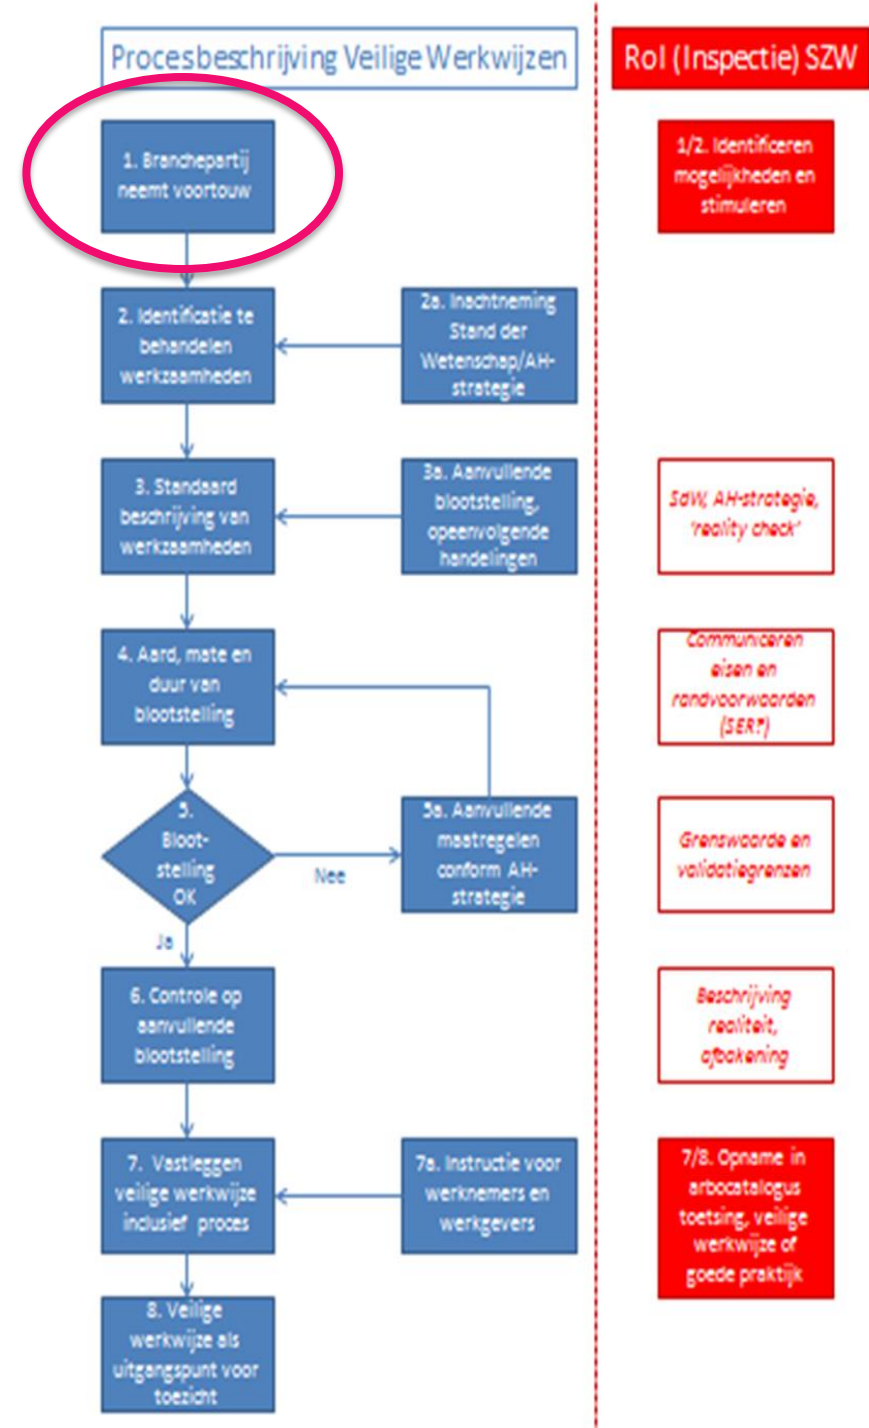 Procesbeschrijving Veilige Werkwijzen
Rol (Inspectie) SZW
1. Branchepartij
neemt voortouw
1/2. Identificeren
mogelijkheden en
stimuleren
2. Identificatie te
behandelen
werkzaamheden
2a. Inachtneming
Stand der
Wetenschap/AH-
strategie
3. Standaard
beschrijving van
werkzaamheden
3a. Aanvullende
blootstelling,
opeenvolgende
handelingen
SdW, AH-strategie,
'reality check'
4. Aard, mate en
duur van
blootstelling
Communiceren
eisen en
randvoorwaarden
(SER?)
5.
Bloot-
stelling
OK
Nee
Ja
5a. Aanvullende
maatregelen
conform AH-
strategie
Grenswaarde en
validatiegrenzen
6. Controle op
aanvullende
blootstelling
Beschrijving
realiteit,
afbakening
7. Vastleggen
veilige werkwijze
inclusief proces
7a. Instructie voor
werknemers en
werkgevers
7/8. Opname in
arbocatalogus
toetsing, veilige
werkwijze of
goede praktijk
8. Veilige
werkwijze als
uitgangspunt voor
toezicht